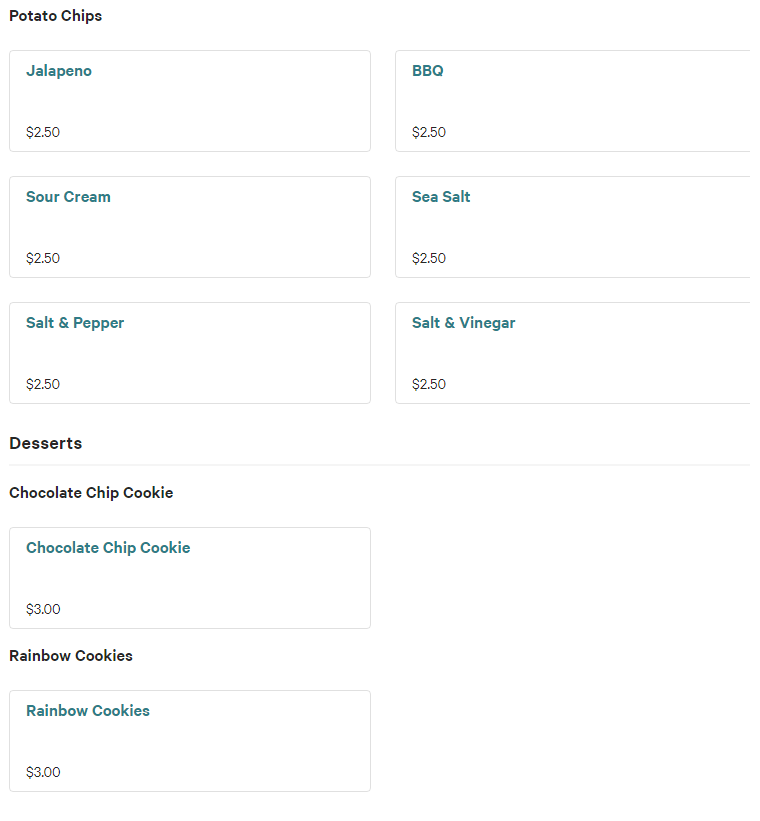 Potato Chips
Jalapeno
BBQ
$2.50
$2.50
Sour Cream
Sea Salt
$2.50
$2.50
Salt & Pepper
Salt & Vinegar
$2.50
$2.50
Desserts
Chocolate Chip Cookie
Chocolate Chip Cookie
$3.00
Rainbow Cookies
Rainbow Cookies
$3.00